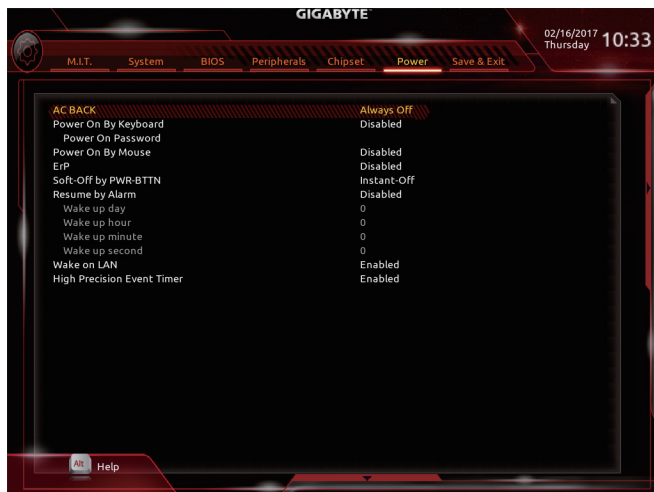 GIGABYTE™
02/16/2017
Thursday
10:33
M.I.T. System BIOS Peripherals Chipset Power Save & Exit
AC BACK Always Off
Power On By Keyboard Disabled
Power On Password
Power On By Mouse Disabled
ErP Disabled
Soft-Off by PWR-BTTN Instant-Off
Resume by Alarm Disabled
Wake up day 0
Wake up hour 0
Wake up minute 0
Wake up second 0
Wake on LAN Enabled
High Precision Event Timer Enabled
Alt Help